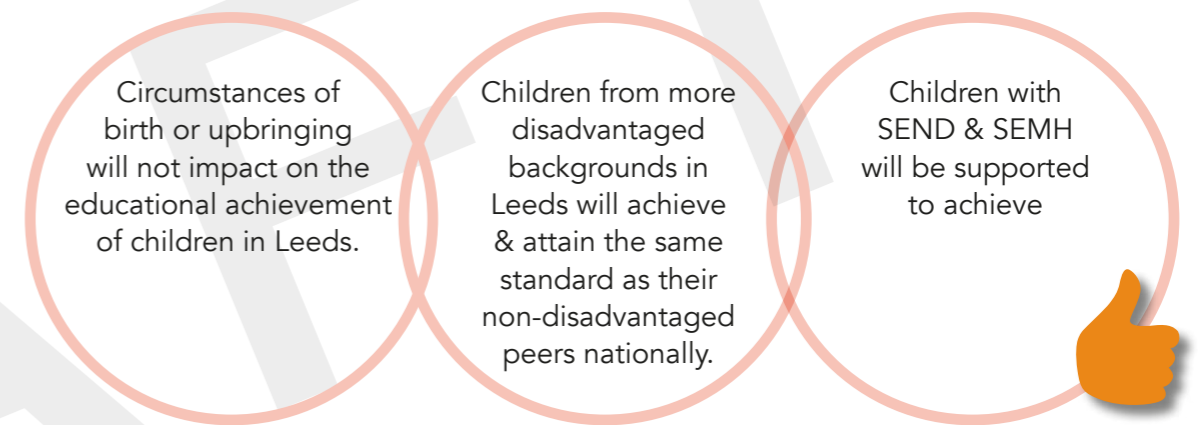 Circumstances of
birth or upbringing
will not impact on the
educational achievement
of children in Leeds.
Children from more
disadvantaged
backgrounds in
Leeds will achieve
& attain the same
standard as their
non-disadvantaged
peers nationally.
Children with
SEND & SEMH
will be supported
to achieve